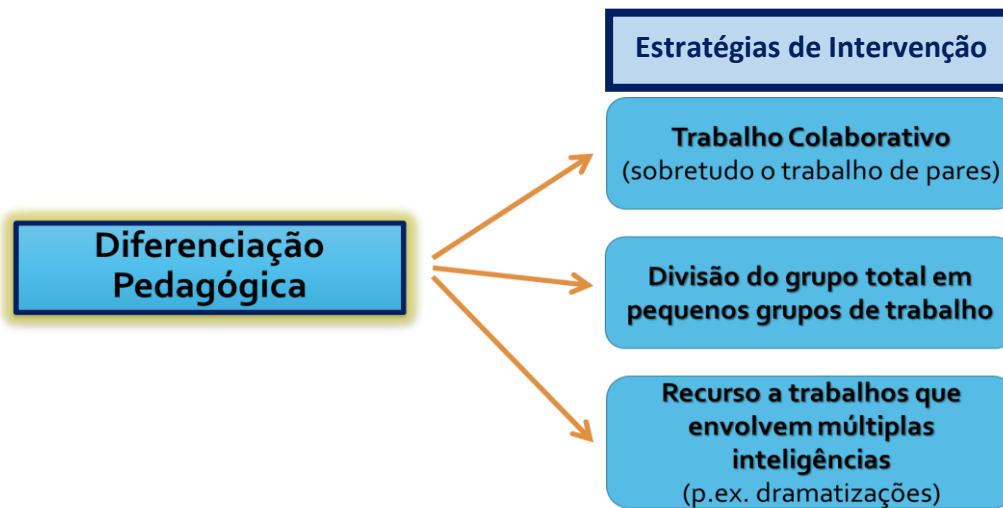 Estratégias de Intervenção
Trabalho Colaborativo
(sobretudo o trabalho de pares)
Diferenciação
Pedagógica
Divisão do grupo total em
pequenos grupos de trabalho
Recurso a trabalhos que
envolvem múltiplas
inteligências
(p.ex. dramatizações)